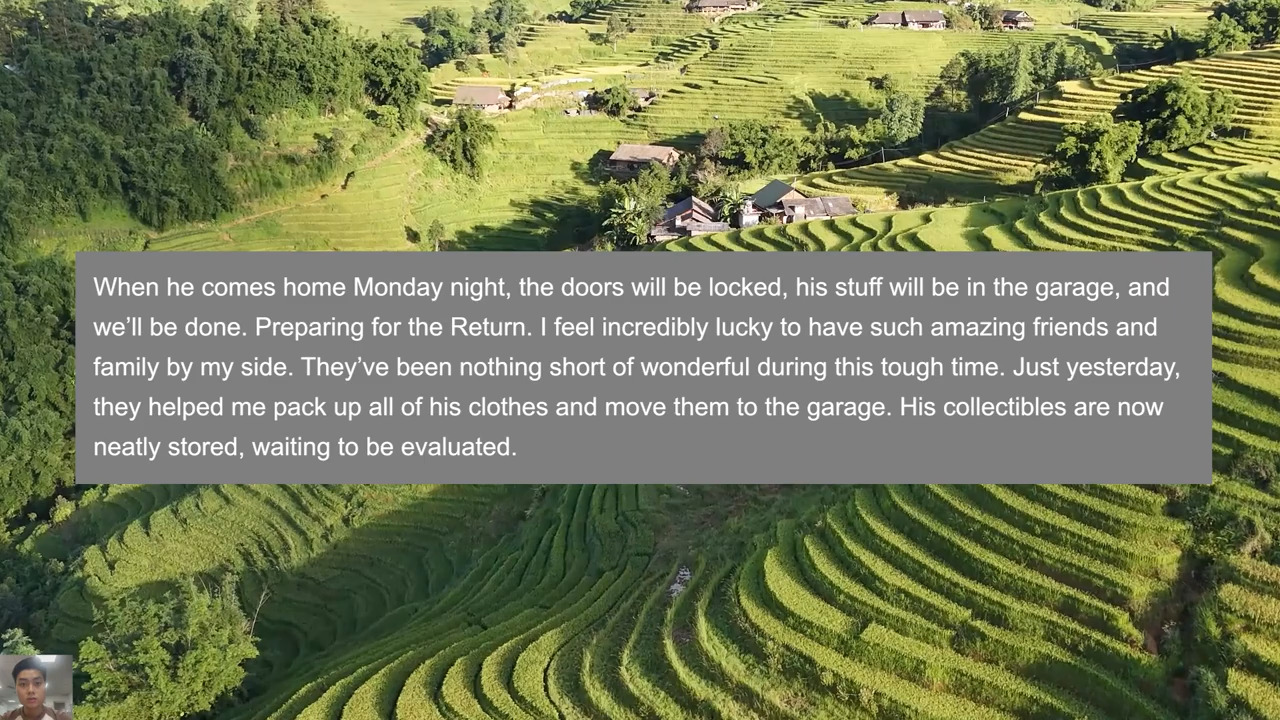 When he comes home Monday night, the doors will be locked, his stuff will be in the garage, and
we’ll be done. Preparing for the Return. I feel incredibly lucky to have such amazing friends and
family by my side. They’ve been nothing short of wonderful during this tough time. Just yesterday,
they helped me pack up all of his clothes and move them to the garage. His collectibles are now
neatly stored, waiting to be evaluated.